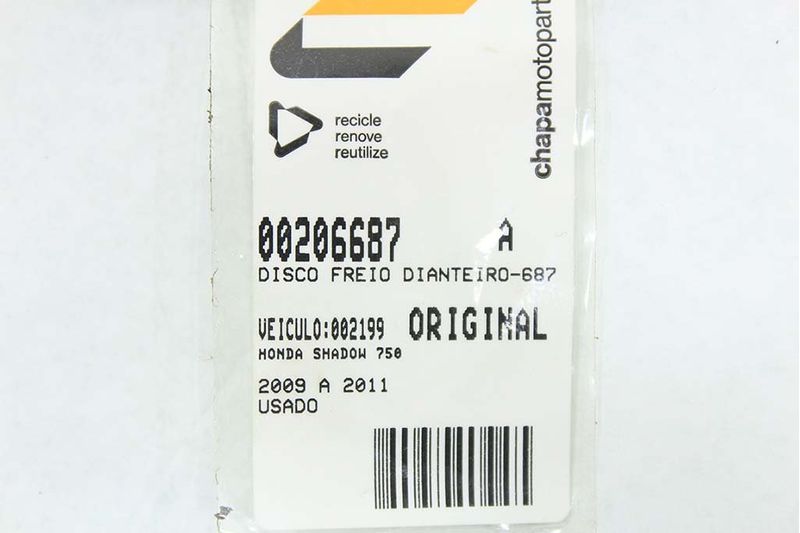 recicle
renove
reutilize
chapamotopart
00206687 A
DISCO FREIO DIANTEIRO-687
VEICULO:002199 ORIGINAL
HONDA SHADOW 750
2009 A 2011
USADO